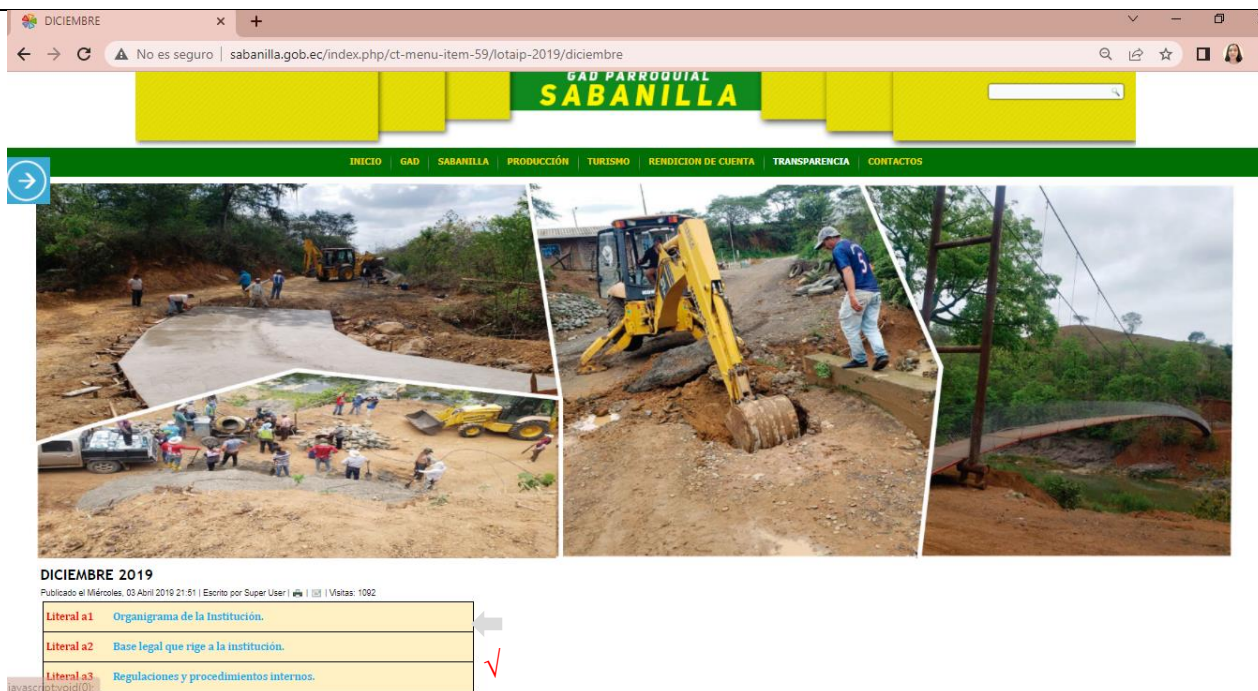 DICIEMBRE
No es seguro | sabanilla.gob.ec/index.php/ct-menu-item-59/lotaip-2019/diciembre
GAD PARROQUIAL
SABANILLA
INICIO | GAD | SABANILLA | PRODUCCIÓN | TURISMO | RENDICION DE CUENTA | TRANSPARENCIA | CONTACTOS
DICIEMBRE 2019
Publicado el Miércoles, 03 Abril 2019 21:51 | Escrito por Super User | | | Visitas: 1092
Literal a1 Organigrama de la Institución.
Literal a2 Base legal que rige a la institución.
Literal a3 Regulaciones y procedimientos internos.
javascript:void(0);